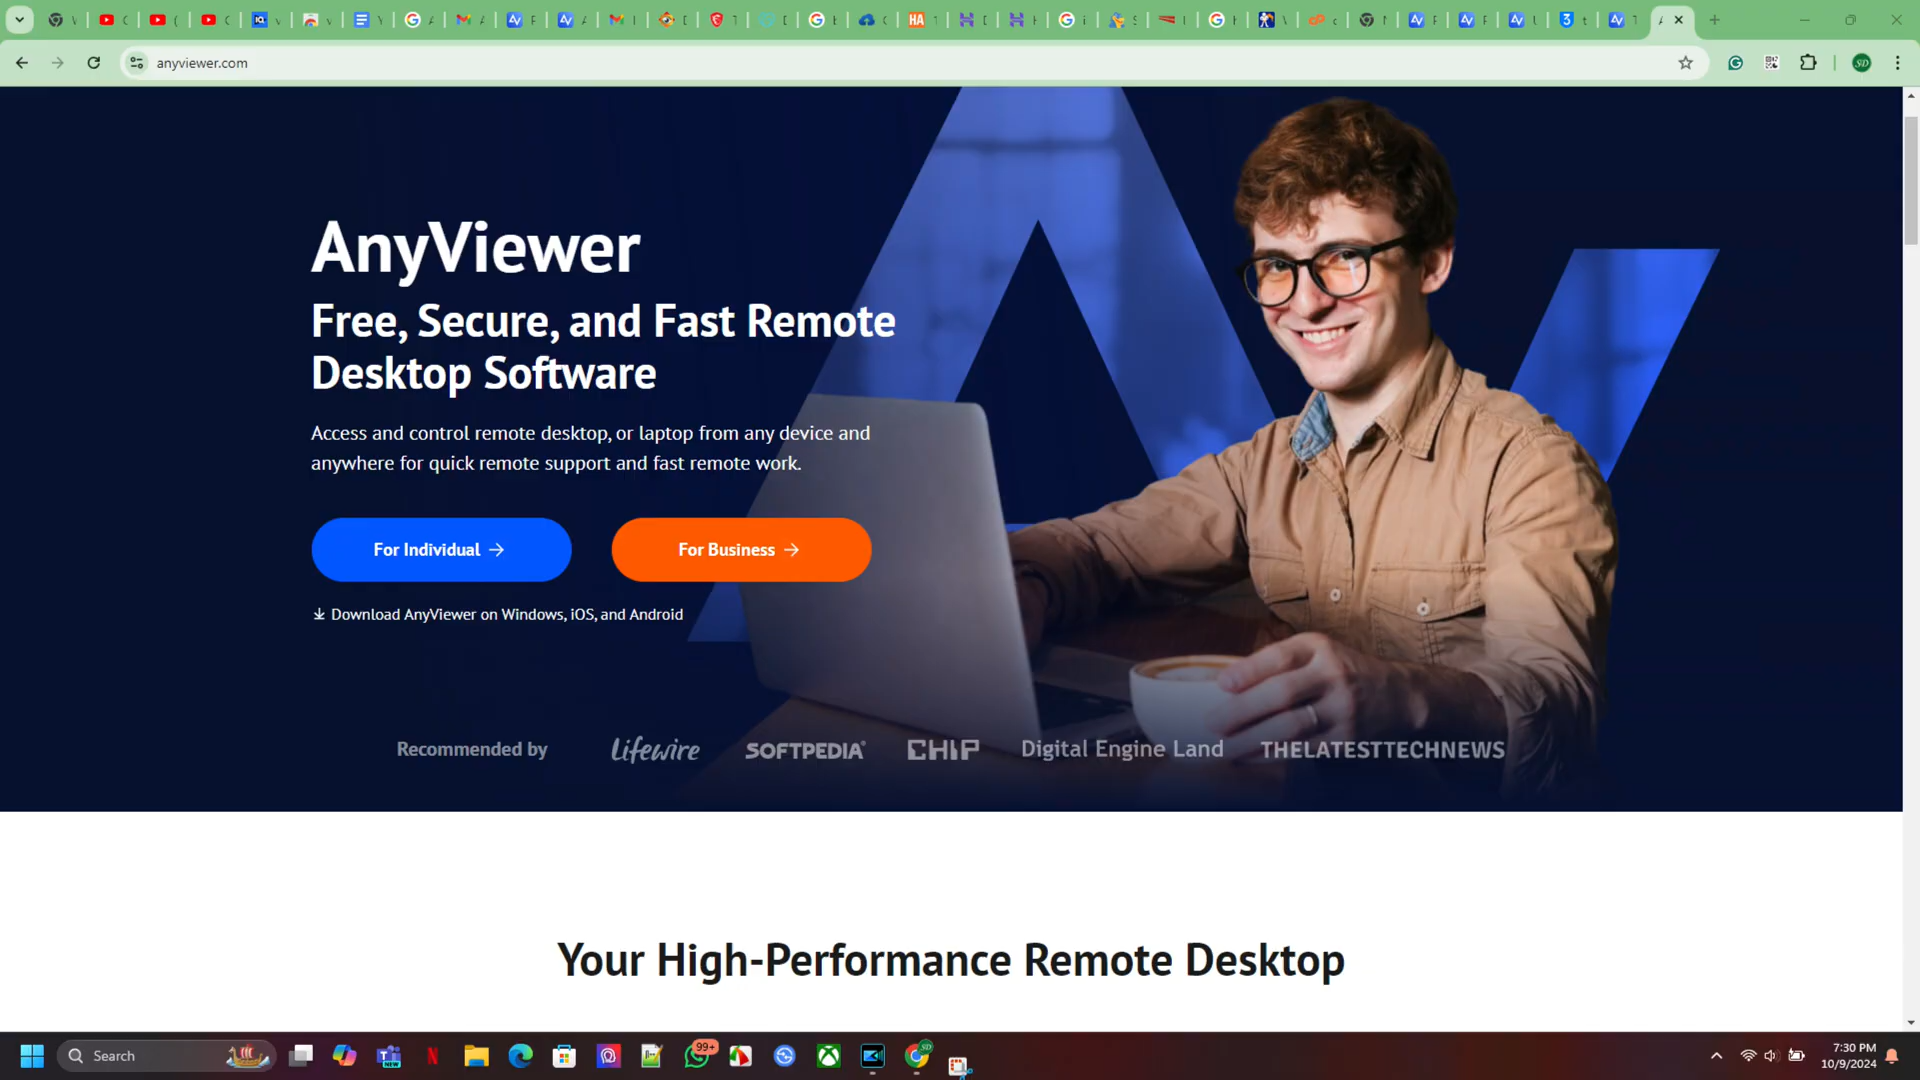 anyviewer.com
AnyViewer
Free, Secure, and Fast Remote
Desktop Software
Access and control remote desktop, or laptop from any device and
anywhere for quick remote support and fast remote work.
For Individual → For Business →
Download AnyViewer on Windows, iOS, and Android
Recommended by Lifewire SOFTPEDIA® CHIP Digital Engine Land THELATESTTECHNEWS
Your High-Performance Remote Desktop
Search
99+
7:30 PM
10/9/2024